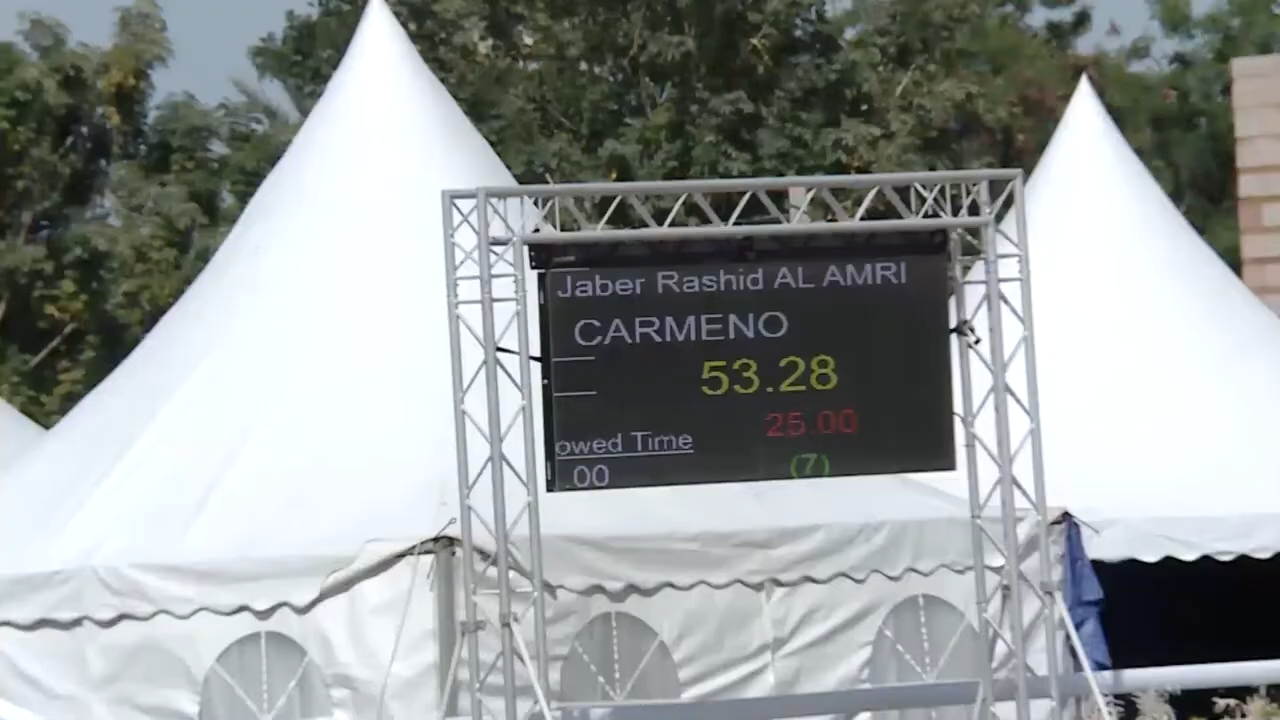 Jaber Rashid AL AMRI
CARMENO
53.28
25.00
owed Time
.00
(7)